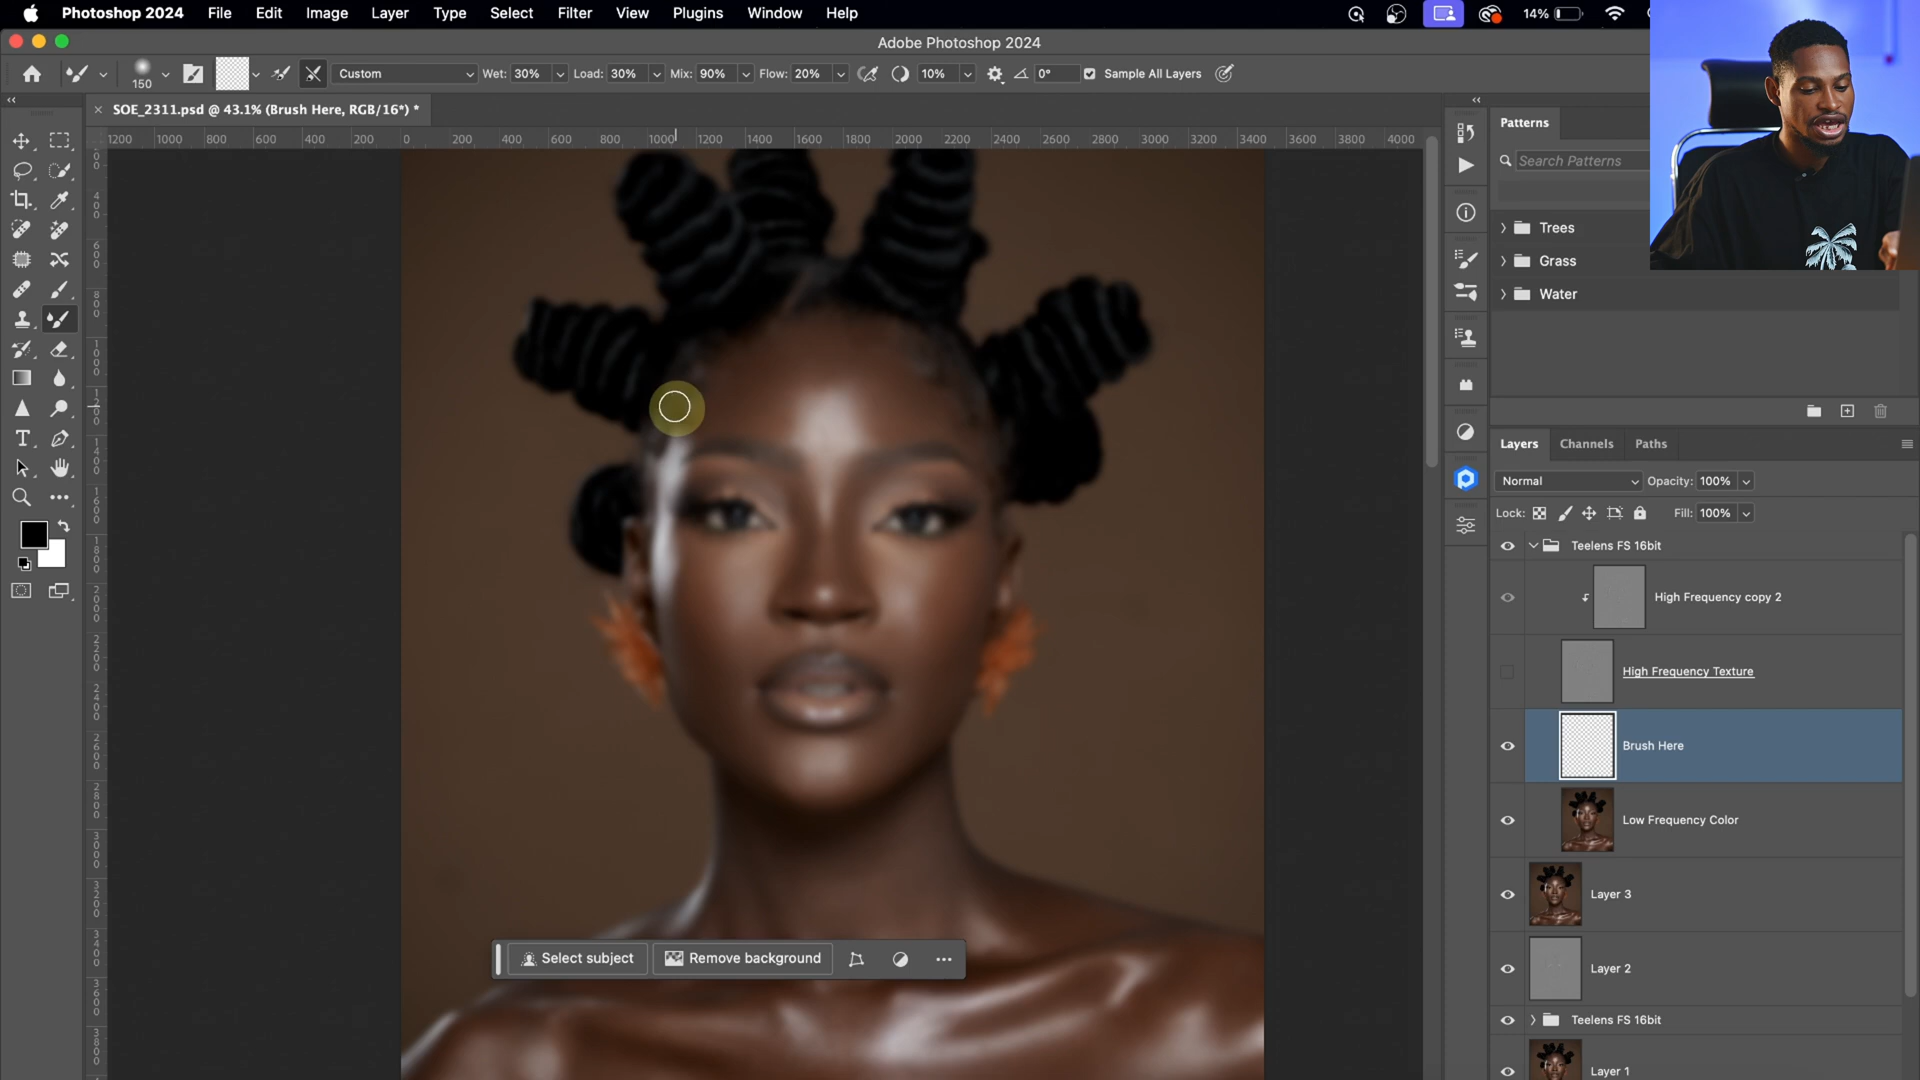 Photoshop 2024 File Edit Image Layer Type Select Filter View Plugins Window Help 14%
Adobe Photoshop 2024
150 Custom Wet: 30% Load: 30% Mix: 90% Flow: 20% 10% 0° Sample All Layers
SOE_2311.psd @ 43.1% (Brush Here, RGB/16*) *
1200 1000 800 600 400 200 0 200 400 600 800 1000 1200 1400 1600 1800 2000 2200 2400 2600 2800 3000 3200 3400 3600 3800 4000
Patterns
Search Patterns
Trees
Grass
Water
Layers Channels Paths
Normal Opacity: 100%
Lock: Fill: 100%
Teelens FS 16bit
High Frequency copy 2
High Frequency Texture
Brush Here
Low Frequency Color
Layer 3
Select subject Remove background
Layer 2
Teelens FS 16bit
Layer 1